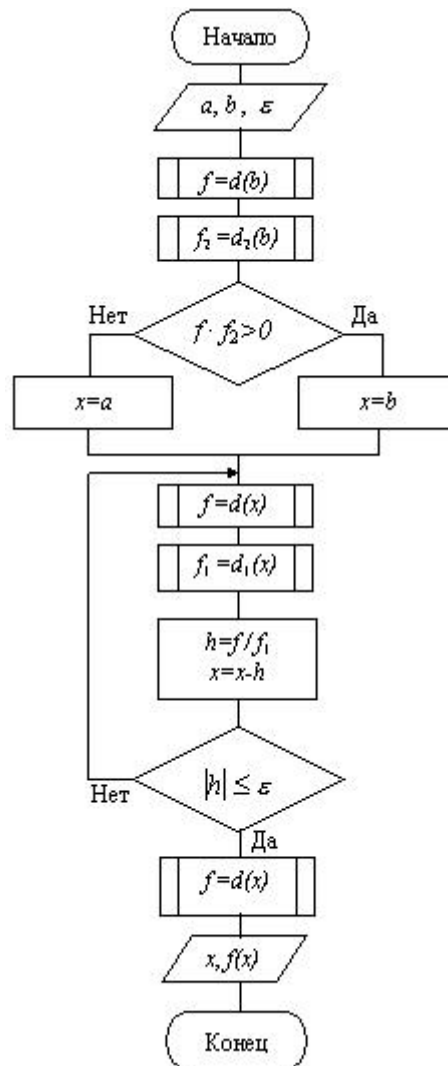 Начало
a, b, ε
f=d(b)
f₂=d₂(b)
Нет
Да
f · f₂>0
x=a
x=b
f=d(x)
f₁=d₁(x)
h=f/f₁
x=x-h
|h| ≤ ε
Нет
Да
f=d(x)
x, f(x)
Конец